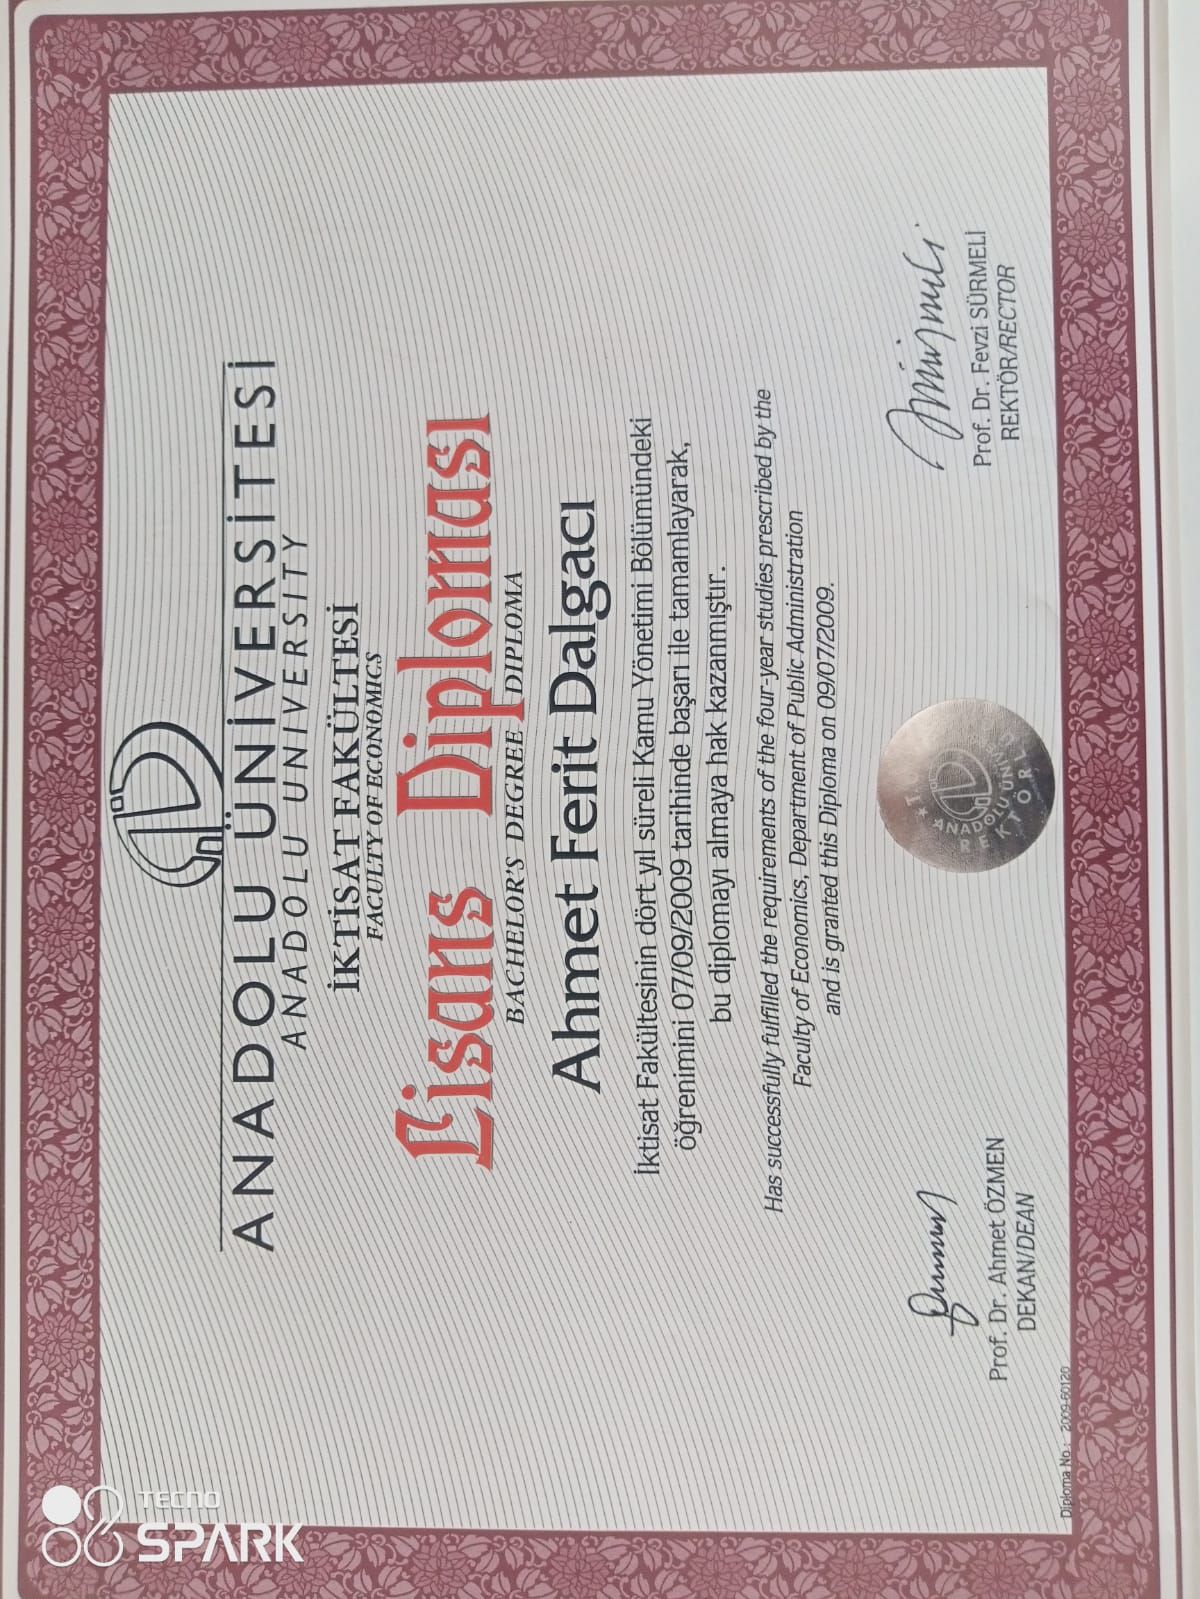 ANADOLU ÜNİVERSİTESİ
ANADOLU UNIVERSITY
İKTİSAT FAKÜLTESİ
FACULTY OF ECONOMICS
Lisans Diploması
BACHELOR'S DEGREE DIPLOMA
Ahmet Ferit Dalgacı
İktisat Fakültesinin dört yıl süreli Kamu Yönetimi Bölümündeki
öğrenimini 07/09/2009 tarihinde başarı ile tamamlayarak,
bu diplomayı almaya hak kazanmıştır.
Has successfully fulfilled the requirements of the four-year studies prescribed by the
Faculty of Economics, Department of Public Administration
and is granted this Diploma on 09/07/2009.
Prof. Dr. Ahmet ÖZMEN
DEKAN/DEAN
T.C.
ANADOLU ÜNİVERSİTESİ
REKTÖRLÜĞÜ
Prof. Dr. Fevzi SÜRMELİ
REKTÖR/RECTOR
Diploma No.: 2009-60120
TECNO
SPARK